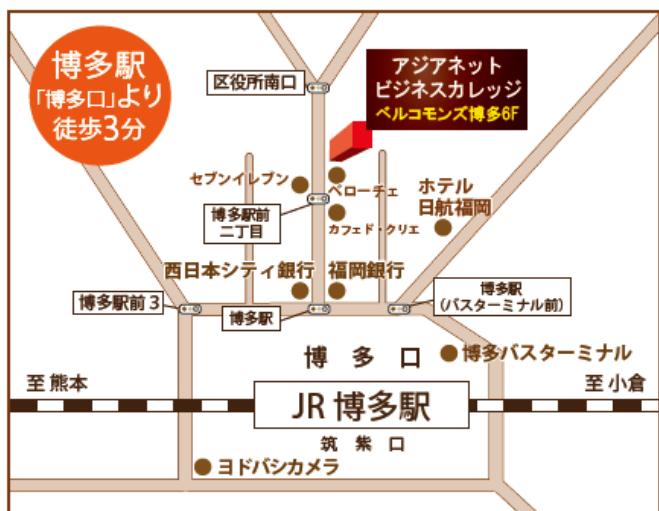 博多駅
「博多口」より
徒歩3分
区役所南口
アジアネット
ビジネスカレッジ
ベルコモンズ博多6F
セブンイレブン
ベローチェ
ホテル
日航福岡
博多駅前
二丁目
カフェド・クリエ
西日本シティ銀行
福岡銀行
博多駅前3
博多駅
博多駅
(バスターミナル前)
博多口
博多バスターミナル
至熊本
至小倉
JR博多駅
筑紫口
ヨドバシカメラ